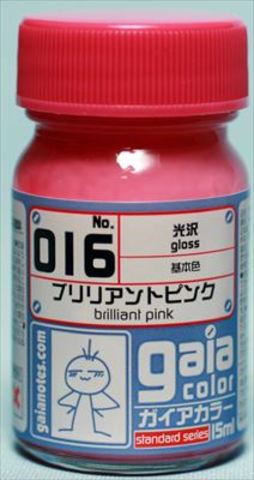 No.
016
光沢
gloss
基本色
ブリリアントピンク
brilliant pink
gaianotes.com
gaia
color
ガイアカラー
standard series
15ml